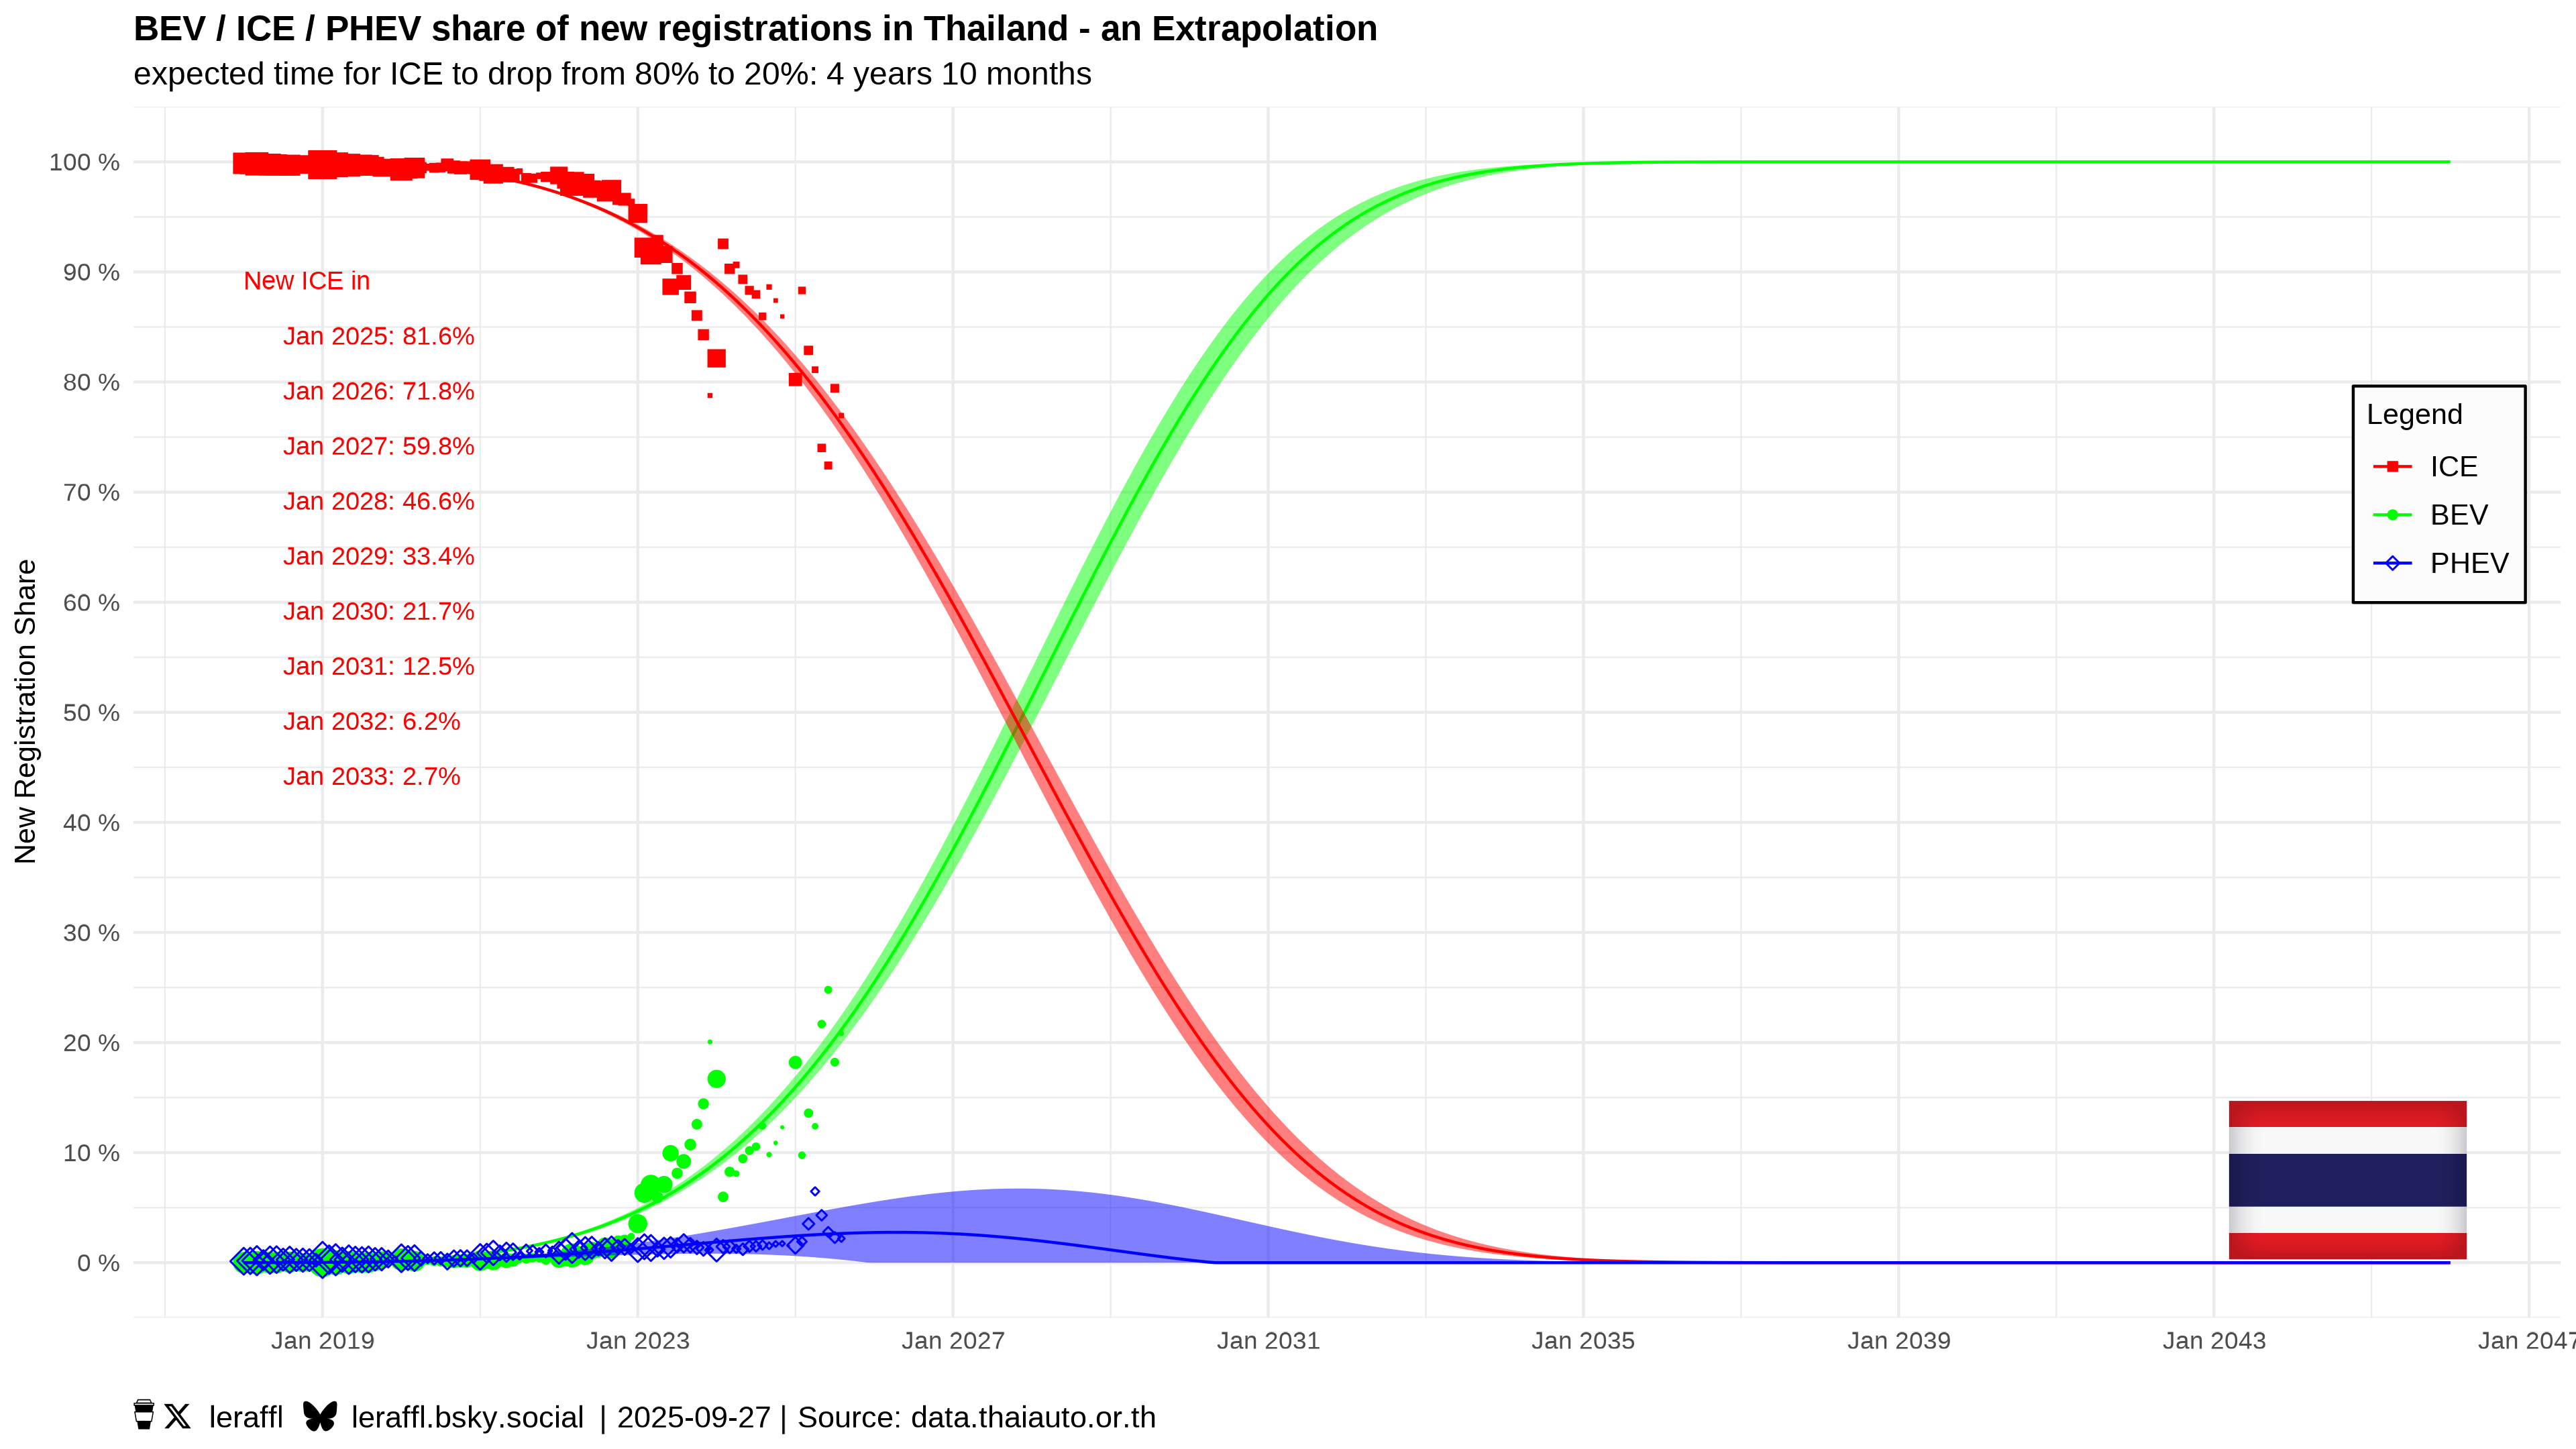 BEV / ICE / PHEV share of new registrations in Thailand - an Extrapolation
expected time for ICE to drop from 80% to 20%: 4 years 10 months
New Registration Share
100 %
90 %
80 %
70 %
60 %
50 %
40 %
30 %
20 %
10 %
0 %
New ICE in
Jan 2025: 81.6%
Jan 2026: 71.8%
Jan 2027: 59.8%
Jan 2028: 46.6%
Jan 2029: 33.4%
Jan 2030: 21.7%
Jan 2031: 12.5%
Jan 2032: 6.2%
Jan 2033: 2.7%
Legend
ICE
BEV
PHEV
Jan 2019 Jan 2023 Jan 2027 Jan 2031 Jan 2035 Jan 2039 Jan 2043 Jan 2047
leraffl leraffl.bsky.social | 2025-09-27 | Source: data.thaiauto.or.th